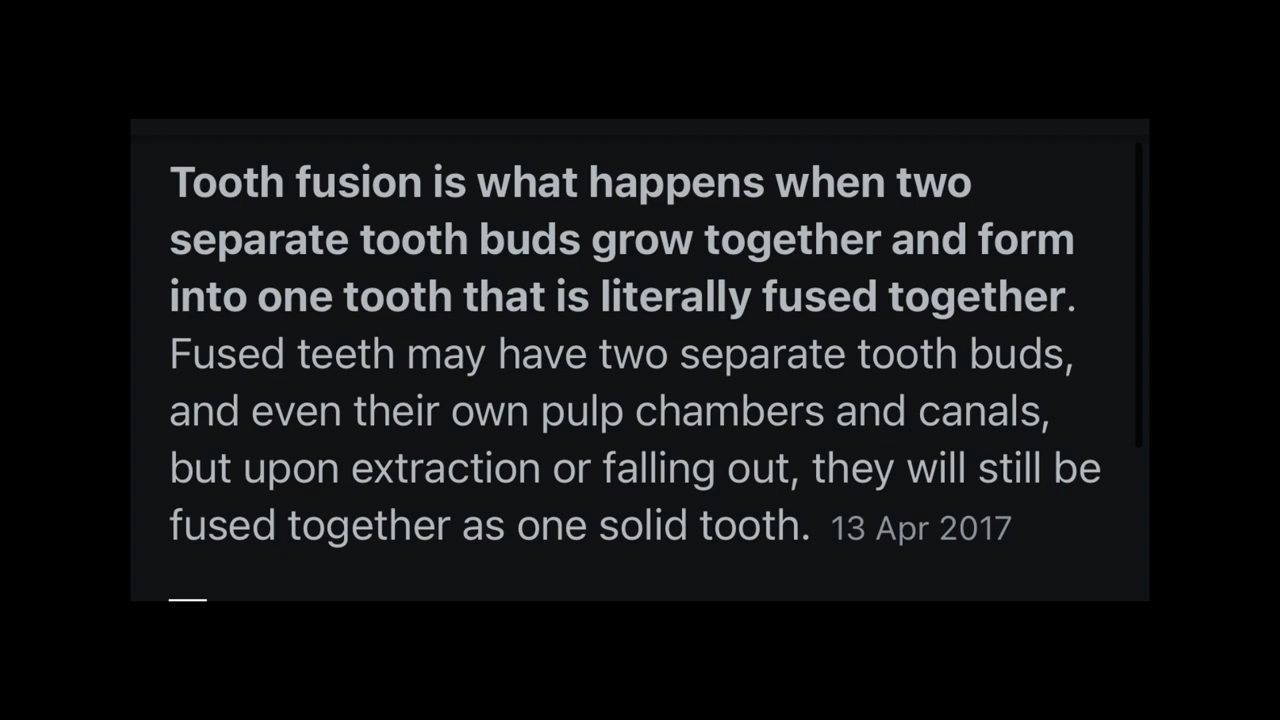 Tooth fusion is what happens when two
separate tooth buds grow together and form
into one tooth that is literally fused together.
Fused teeth may have two separate tooth buds,
and even their own pulp chambers and canals,
but upon extraction or falling out, they will still be
fused together as one solid tooth. 13 Apr 2017